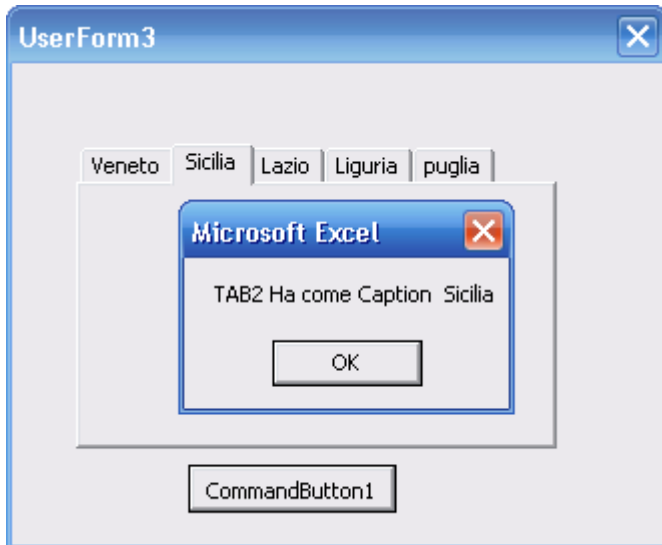 UserForm3
Veneto Sicilia Lazio Liguria puglia
Microsoft Excel
TAB2 Ha come Caption Sicilia
OK
CommandButton1